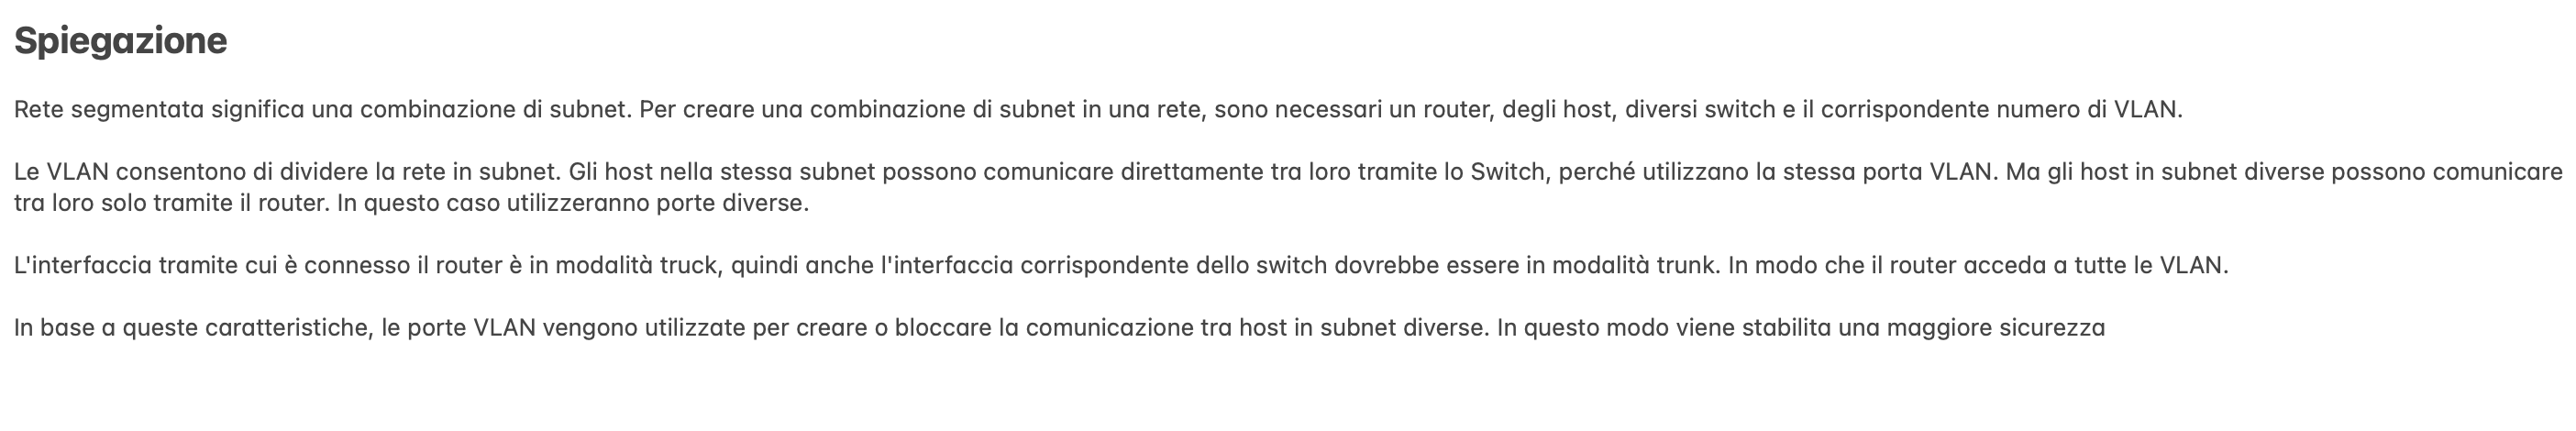 Spiegazione
Rete segmentata significa una combinazione di subnet. Per creare una combinazione di subnet in una rete, sono necessari un router, degli host, diversi switch e il corrispondente numero di VLAN.
Le VLAN consentono di dividere la rete in subnet. Gli host nella stessa subnet possono comunicare direttamente tra loro tramite lo Switch, perché utilizzano la stessa porta VLAN. Ma gli host in subnet diverse possono comunicare
tra loro solo tramite il router. In questo caso utilizzeranno porte diverse.
L'interfaccia tramite cui è connesso il router è in modalità truck, quindi anche l'interfaccia corrispondente dello switch dovrebbe essere in modalità trunk. In modo che il router acceda a tutte le VLAN.
In base a queste caratteristiche, le porte VLAN vengono utilizzate per creare o bloccare la comunicazione tra host in subnet diverse. In questo modo viene stabilita una maggiore sicurezza